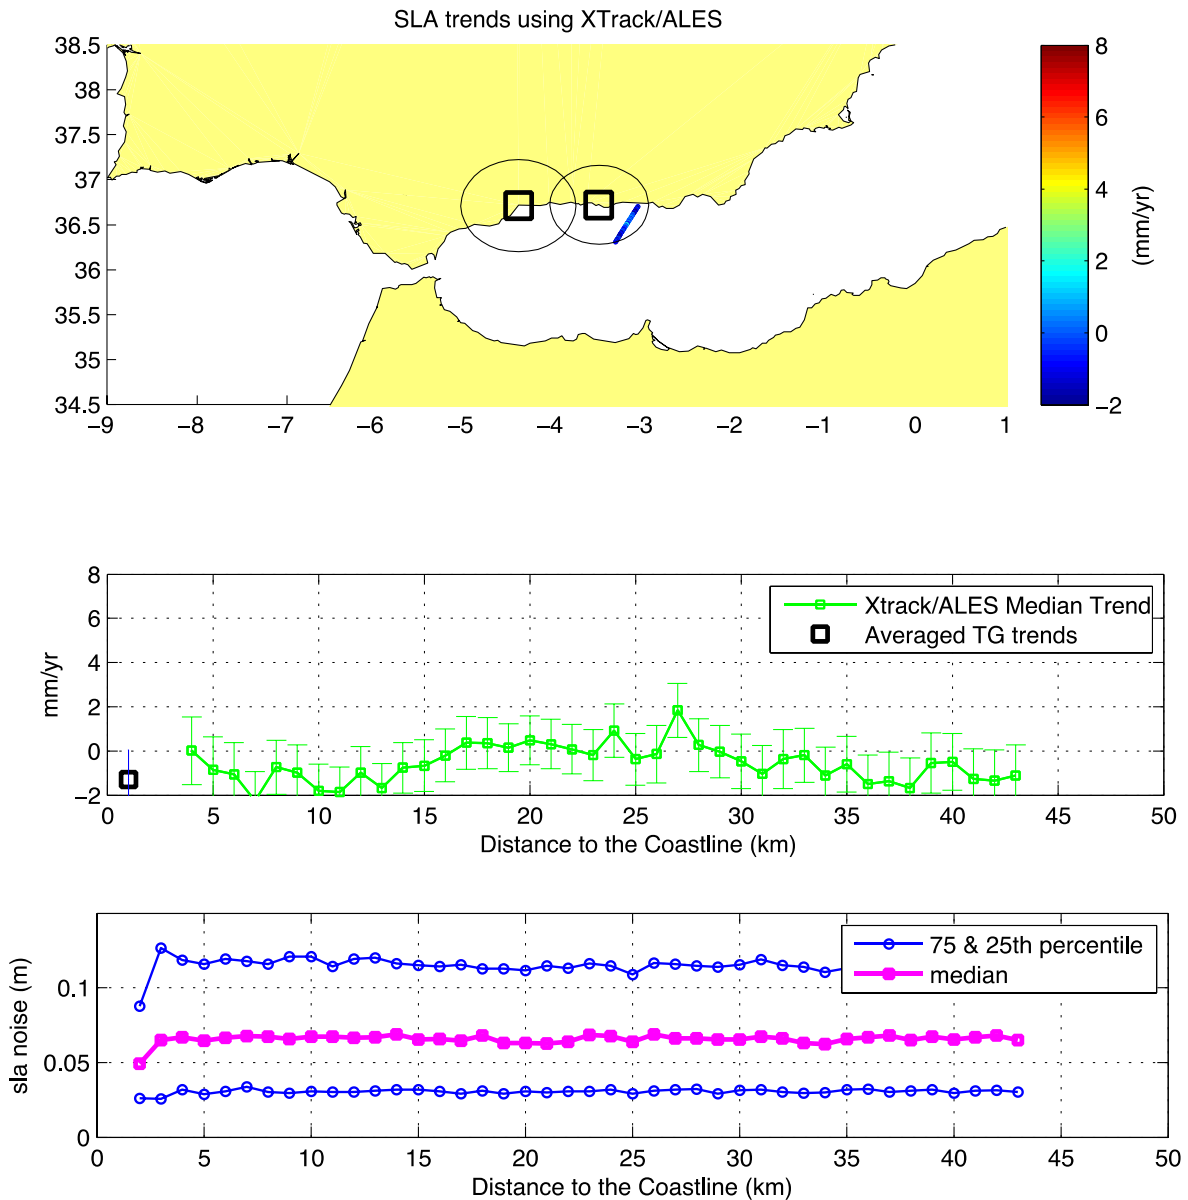 SLA trends using XTrack/ALES
38.5
38
37.5
37
36.5
36
35.5
35
34.5
−9 −8 −7 −6 −5 −4 −3 −2 −1 0 1
8
6
4
2
0
−2
(mm/yr)
8
6
4
2
0
−2
mm/yr
Xtrack/ALES Median Trend
Averaged TG trends
0 5 10 15 20 25 30 35 40 45 50
Distance to the Coastline (km)
0.1
0.05
0
sla noise (m)
75 & 25th percentile
median
0 5 10 15 20 25 30 35 40 45 50
Distance to the Coastline (km)